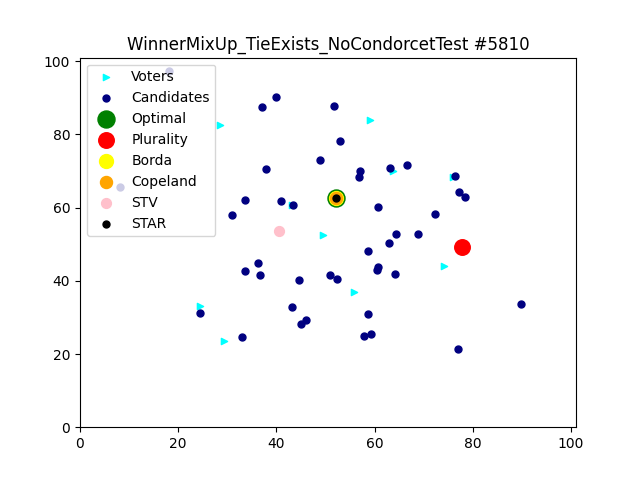 WinnerMixUp_TieExists_NoCondorcetTest #5810
100
80
60
40
20
0
0 20 40 60 80 100
Voters
Candidates
Optimal
Plurality
Borda
Copeland
STV
STAR